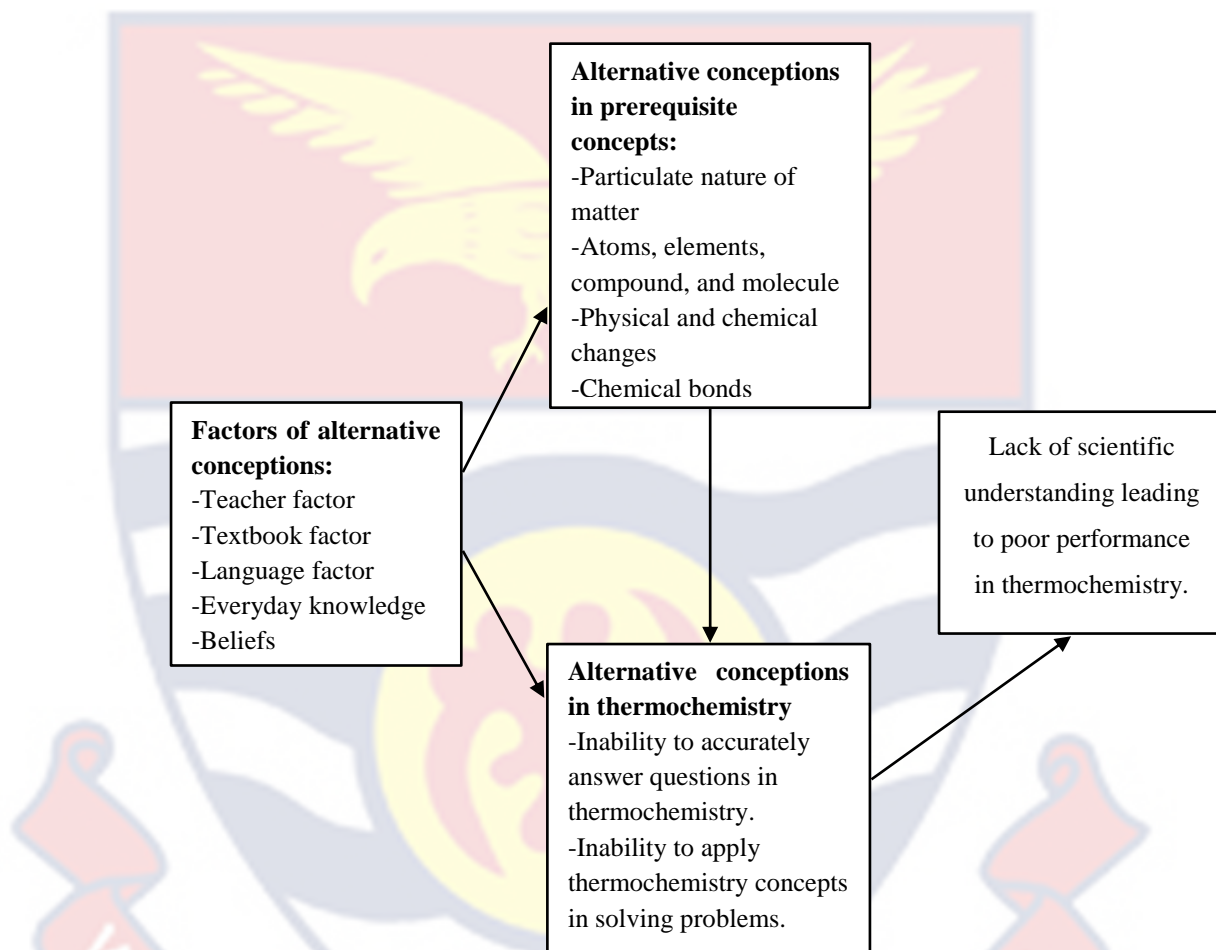 Alternative conceptions
in prerequisite
concepts:
-Particulate nature of
matter
-Atoms, elements,
compound, and molecule
-Physical and chemical
changes
-Chemical bonds
Factors of alternative
conceptions:
-Teacher factor
-Textbook factor
-Language factor
-Everyday knowledge
-Beliefs
Lack of scientific
understanding leading
to poor performance
in thermochemistry.
Alternative conceptions
in thermochemistry
-Inability to accurately
answer questions in
thermochemistry.
-Inability to apply
thermochemistry concepts
in solving problems.